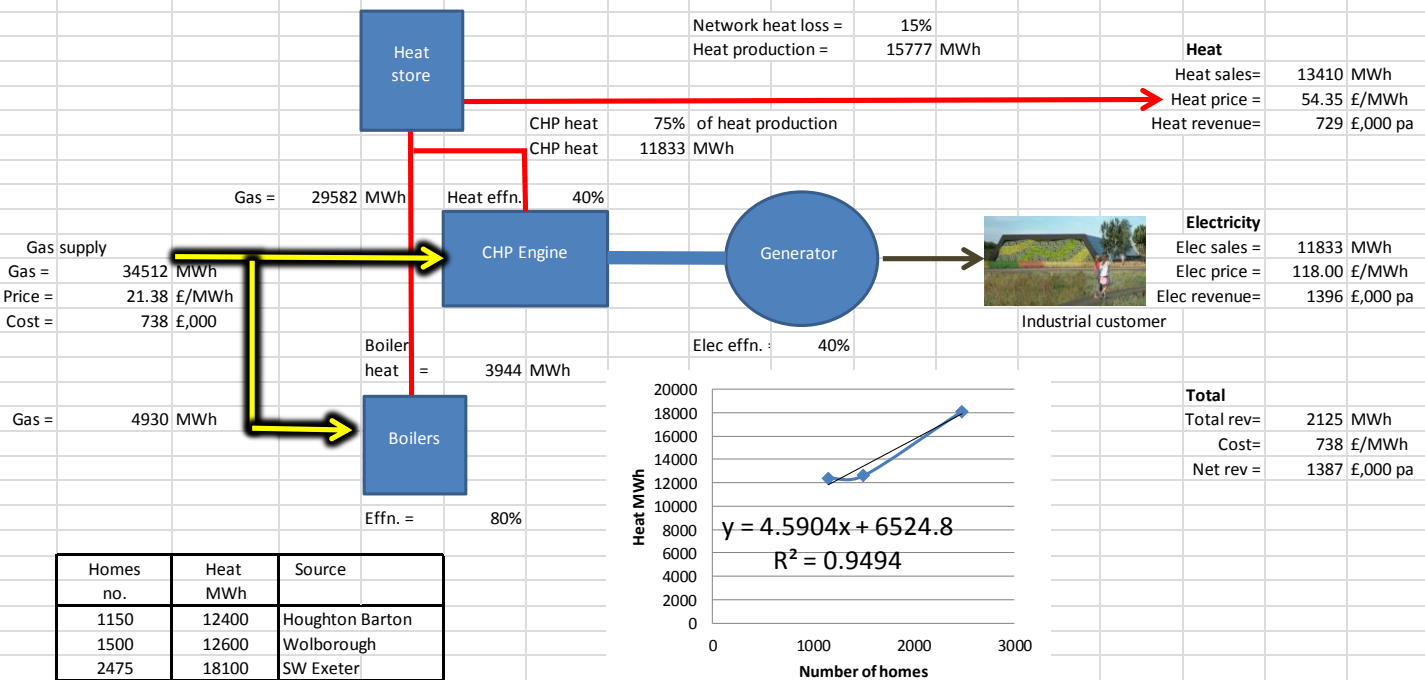 Network heat loss = 15%
Heat production = 15777 MWh
Heat
store
Heat
Heat sales= 13410 MWh
Heat price = 54.35 £/MWh
Heat revenue= 729 £,000 pa
CHP heat 75% of heat production
CHP heat 11833 MWh
Gas = 29582 MWh
Heat effn. 40%
Gas supply
Gas = 34512 MWh
Price = 21.38 £/MWh
Cost = 738 £,000
CHP Engine
Generator
Electricity
Elec sales = 11833 MWh
Elec price = 118.00 £/MWh
Elec revenue= 1396 £,000 pa
Industrial customer
Elec effn. = 40%
Boiler
heat = 3944 MWh
Gas = 4930 MWh
Boilers
Effn. = 80%
Total
Total rev= 2125 MWh
Cost= 738 £/MWh
Net rev = 1387 £,000 pa
20000
18000
16000
14000
12000
10000
8000
6000
4000
2000
0
Heat MWh
y = 4.5904x + 6524.8
R² = 0.9494
0 1000 2000 3000
Number of homes
Homes Heat Source
no. MWh
1150 12400 Houghton Barton
1500 12600 Wolborough
2475 18100 SW Exeter